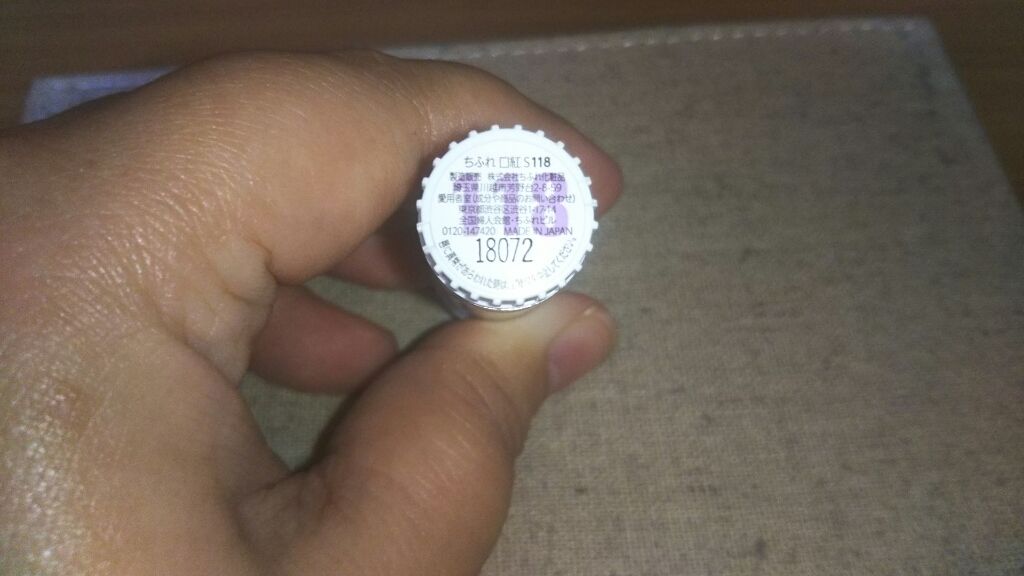 ちふれ 口紅 S 118
製造販売 株式会社ちふれ化粧品
埼玉県川越市芳野台2-8-59
愛用者室(成分や商品のお問い合わせ)
東京都渋谷区渋谷1-17-14
全国婦人会館・ちふれビル
0120-147420 MADE IN JAPAN
18072